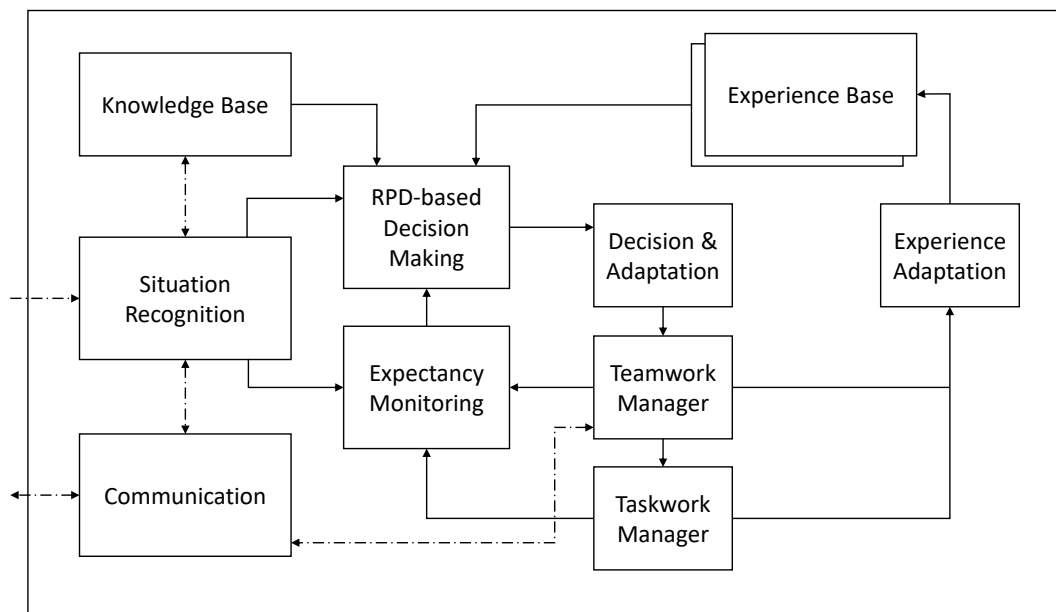 Knowledge Base
Experience Base
RPD-based
Decision
Making
Decision &
Adaptation
Experience
Adaptation
Situation
Recognition
Expectancy
Monitoring
Teamwork
Manager
Communication
Taskwork
Manager